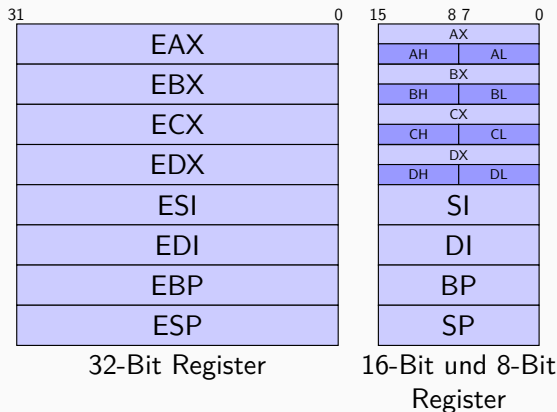 31 0
EAX
EBX
ECX
EDX
ESI
EDI
EBP
ESP
32-Bit Register
15 8 7 0
AX
AH AL
BX
BH BL
CX
CH CL
DX
DH DL
SI
DI
BP
SP
16-Bit und 8-Bit
Register